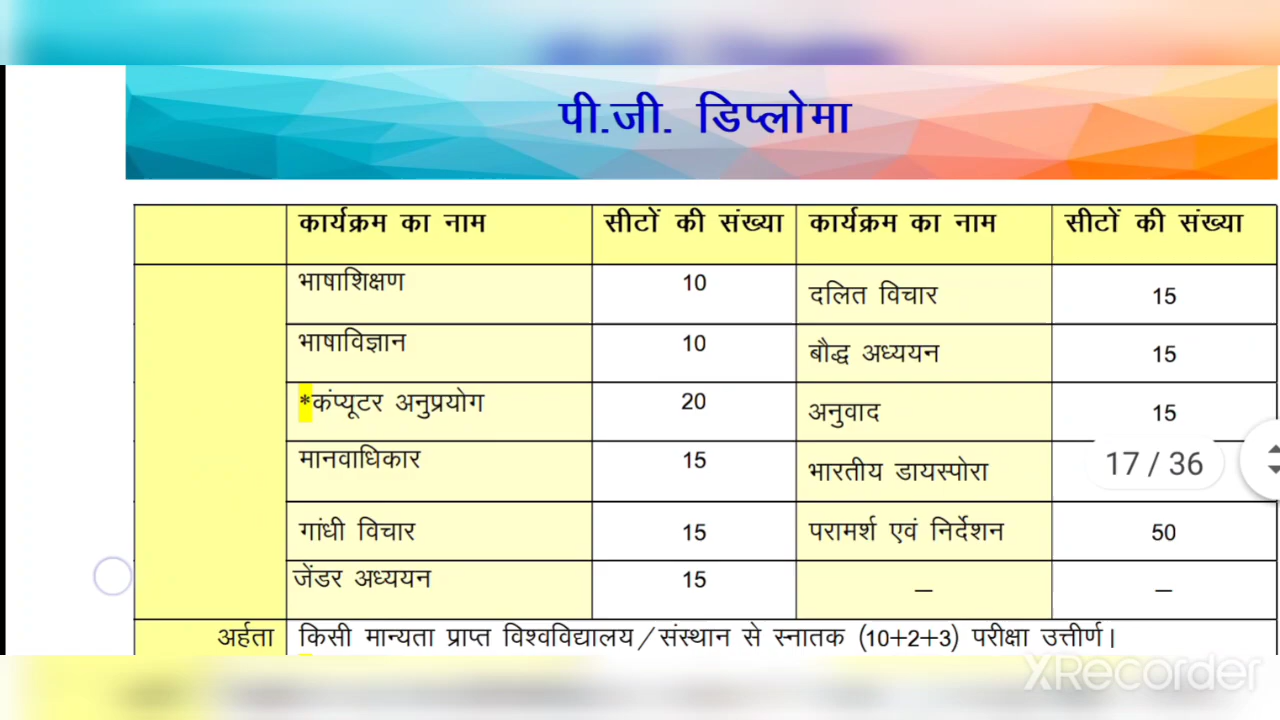 पी.जी. डिप्लोमा
कार्यक्रम का नाम सीटों की संख्या कार्यक्रम का नाम सीटों की संख्या
भाषाशिक्षण 10 दलित विचार 15
भाषाविज्ञान 10 बौद्ध अध्ययन 15
*कंप्यूटर अनुप्रयोग 20 अनुवाद 15
मानवाधिकार 15 भारतीय डायस्पोरा 17 / 36
गांधी विचार 15 परामर्श एवं निर्देशन 50
जेंडर अध्ययन 15 – –
अर्हता किसी मान्यता प्राप्त विश्वविद्यालय/संस्थान से स्नातक (10+2+3) परीक्षा उत्तीर्ण।
XRecorder